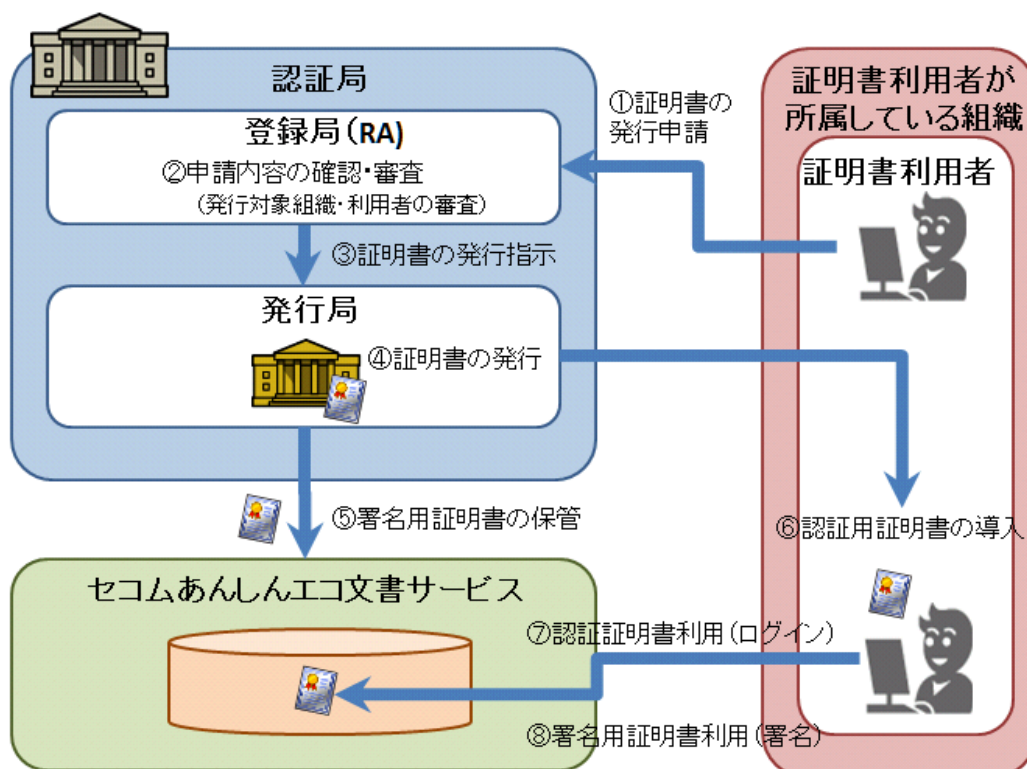 認証局
登録局(RA)
②申請内容の確認・審査
(発行対象組織・利用者の審査)
③証明書の発行指示
発行局
④証明書の発行
①証明書の
発行申請
証明書利用者が
所属している組織
証明書利用者
⑤署名用証明書の保管
⑥認証用証明書の導入
セコムあんしんエコ文書サービス
⑦認証証明書利用(ログイン)
⑧署名用証明書利用(署名)